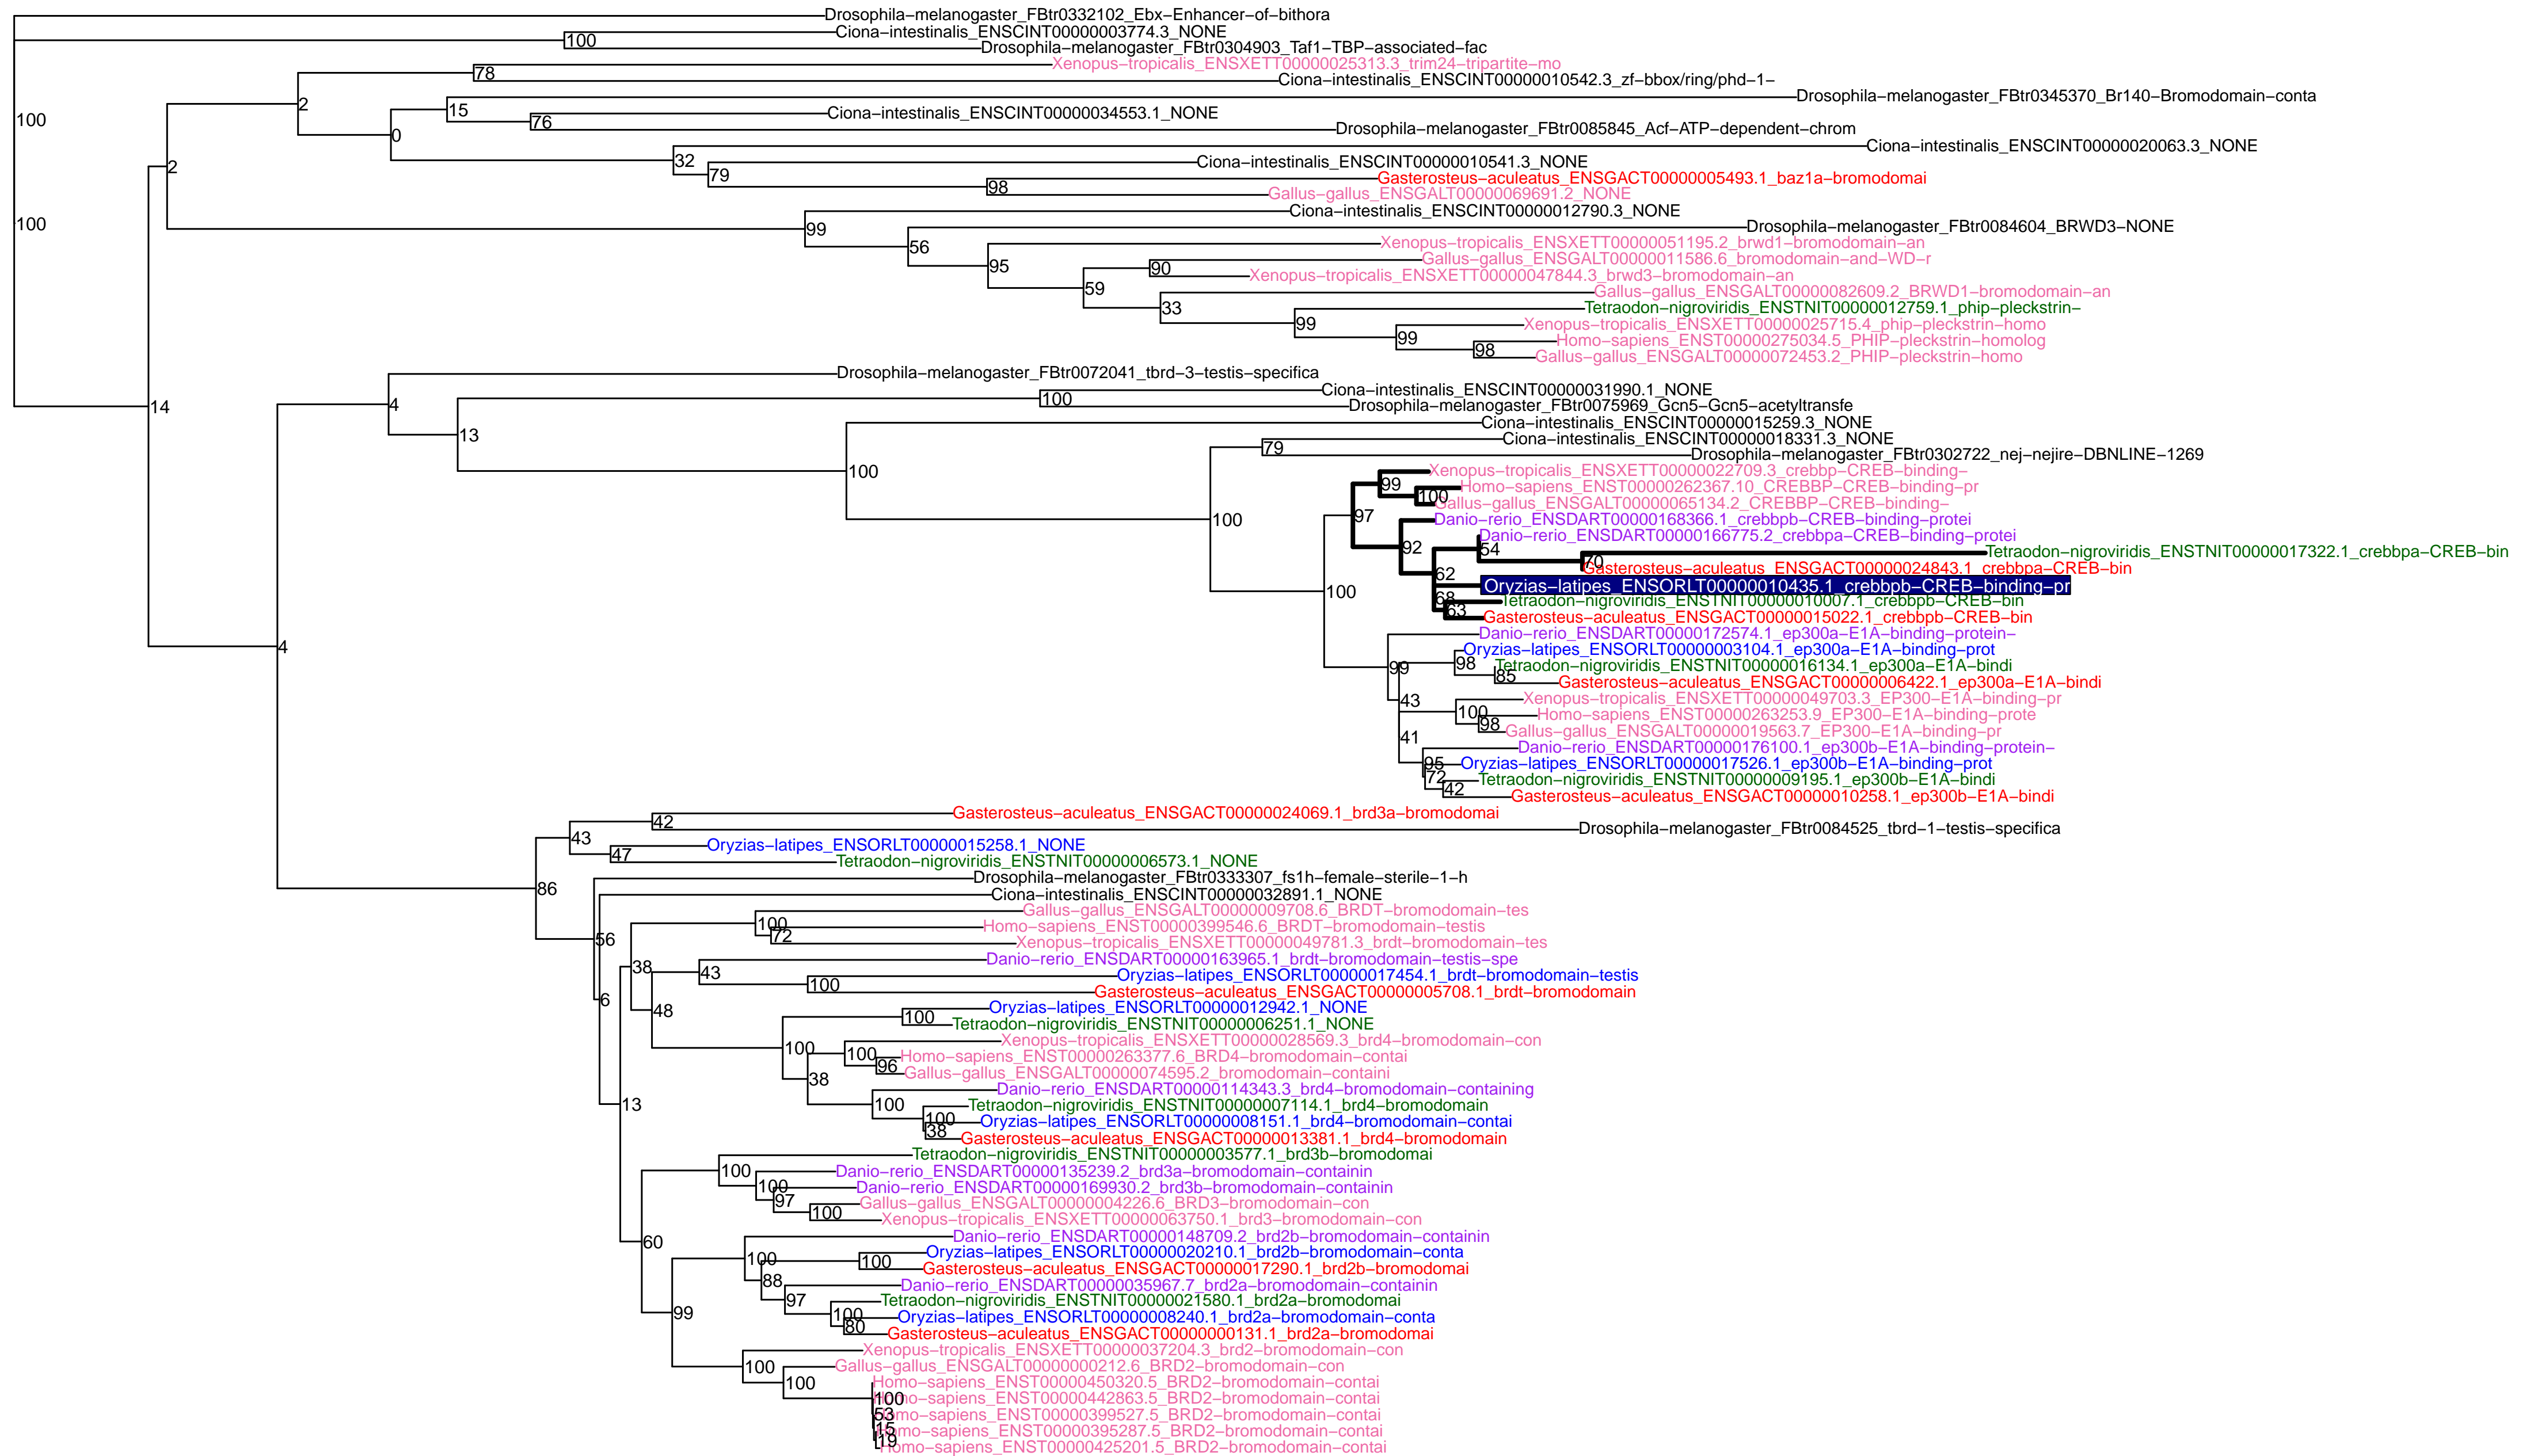 Drosophila−melanogaster_FBtr0332102_Ebx−Enhancer−of−bithora
Ciona−intestinalis_ENSCINT00000003774.3_NONE
100
Drosophila−melanogaster_FBtr0304903_Taf1−TBP−associated−fac
Xenopus−tropicalis_ENSXETT00000025313.3_trim24−tripartite−mo
78
Ciona−intestinalis_ENSCINT00000010542.3_zf−bbox/ring/phd−1−
Drosophila−melanogaster_FBtr0345370_Br140−Bromodomain−conta
2
15
Ciona−intestinalis_ENSCINT00000034553.1_NONE
100
76
Drosophila−melanogaster_FBtr0085845_Acf−ATP−dependent−chrom
0
Ciona−intestinalis_ENSCINT00000020063.3_NONE
32
Ciona−intestinalis_ENSCINT00000010541.3_NONE
2
79
Gasterosteus−aculeatus_ENSGACT00000005493.1_baz1a−bromodomai
98
Gallus−gallus_ENSGALT00000069691.2_NONE
Ciona−intestinalis_ENSCINT00000012790.3_NONE
100
99
Drosophila−melanogaster_FBtr0084604_BRWD3−NONE
56
Xenopus−tropicalis_ENSXETT00000051195.2_brwd1−bromodomain−an
Gallus−gallus_ENSGALT00000011586.6_bromodomain−and−WD−r
95
90
Xenopus−tropicalis_ENSXETT00000047844.3_brwd3−bromodomain−an
59
Gallus−gallus_ENSGALT00000082609.2_BRWD1−bromodomain−an
33
Tetraodon−nigroviridis_ENSTNIT00000012759.1_phip−pleckstrin−
99
Xenopus−tropicalis_ENSXETT00000025715.4_phip−pleckstrin−homo
99
Homo−sapiens_ENST00000275034.5_PHIP−pleckstrin−homolog
98
Gallus−gallus_ENSGALT00000072453.2_PHIP−pleckstrin−homo
Drosophila−melanogaster_FBtr0072041_tbrd−3−testis−specifica
Ciona−intestinalis_ENSCINT00000031990.1_NONE
14
4
100
Drosophila−melanogaster_FBtr0075969_Gcn5−Gcn5−acetyltransfe
Ciona−intestinalis_ENSCINT00000015259.3_NONE
13
Ciona−intestinalis_ENSCINT00000018331.3_NONE
79
Drosophila−melanogaster_FBtr0302722_nej−nejire−DBNLINE−1269
100
Xenopus−tropicalis_ENSXETT00000022709.3_crebbp−CREB−binding−
99
Homo−sapiens_ENST00000262367.10_CREBBP−CREB−binding−pr
100
Gallus−gallus_ENSGALT00000065134.2_CREBBP−CREB−binding−
97
100
Danio−rerio_ENSDART00000168366.1_crebbpb−CREB−binding−protei
Danio−rerio_ENSDART00000166775.2_crebbpa−CREB−binding−protei
92
54
Tetraodon−nigroviridis_ENSTNIT00000017322.1_crebbpa−CREB−bin
70
Gasterosteus−aculeatus_ENSGACT00000024843.1_crebbpa−CREB−bin
62
Oryzias−latipes_ENSORLT00000010435.1_crebbpb−CREB−binding−pr
100
68
Tetraodon−nigroviridis_ENSTNIT00000010007.1_crebbpb−CREB−bin
63
Gasterosteus−aculeatus_ENSGACT00000015022.1_crebbpb−CREB−bin
Danio−rerio_ENSDART00000172574.1_ep300a−E1A−binding−protein−
4
Oryzias−latipes_ENSORLT00000003104.1_ep300a−E1A−binding−prot
99
98
Tetraodon−nigroviridis_ENSTNIT00000016134.1_ep300a−E1A−bindi
85
Gasterosteus−aculeatus_ENSGACT00000006422.1_ep300a−E1A−bindi
43
Xenopus−tropicalis_ENSXETT00000049703.3_EP300−E1A−binding−pr
100
Homo−sapiens_ENST00000263253.9_EP300−E1A−binding−prote
98
Gallus−gallus_ENSGALT00000019563.7_EP300−E1A−binding−pr
41
Danio−rerio_ENSDART00000176100.1_ep300b−E1A−binding−protein−
95
Oryzias−latipes_ENSORLT00000017526.1_ep300b−E1A−binding−prot
72
Tetraodon−nigroviridis_ENSTNIT00000009195.1_ep300b−E1A−bindi
42
Gasterosteus−aculeatus_ENSGACT00000010258.1_ep300b−E1A−bindi
Gasterosteus−aculeatus_ENSGACT00000024069.1_brd3a−bromodomai
42
Drosophila−melanogaster_FBtr0084525_tbrd−1−testis−specifica
43
Oryzias−latipes_ENSORLT00000015258.1_NONE
47
Tetraodon−nigroviridis_ENSTNIT00000006573.1_NONE
86
Drosophila−melanogaster_FBtr0333307_fs1h−female−sterile−1−h
Ciona−intestinalis_ENSCINT00000032891.1_NONE
Gallus−gallus_ENSGALT00000009708.6_BRDT−bromodomain−tes
100
Homo−sapiens_ENST00000399546.6_BRDT−bromodomain−testis
56
72
Xenopus−tropicalis_ENSXETT00000049781.3_brdt−bromodomain−tes
Danio−rerio_ENSDART00000163965.1_brdt−bromodomain−testis−spe
38
43
Oryzias−latipes_ENSORLT00000017454.1_brdt−bromodomain−testis
100
Gasterosteus−aculeatus_ENSGACT00000005708.1_brdt−bromodomain
6
48
Oryzias−latipes_ENSORLT00000012942.1_NONE
100
Tetraodon−nigroviridis_ENSTNIT00000006251.1_NONE
Xenopus−tropicalis_ENSXETT00000028569.3_brd4−bromodomain−con
100
100
Homo−sapiens_ENST00000263377.6_BRD4−bromodomain−contai
96
Gallus−gallus_ENSGALT00000074595.2_bromodomain−containi
38
Danio−rerio_ENSDART00000114343.3_brd4−bromodomain−containing
13
100
Tetraodon−nigroviridis_ENSTNIT00000007114.1_brd4−bromodomain
100
Oryzias−latipes_ENSORLT00000008151.1_brd4−bromodomain−contai
38
Gasterosteus−aculeatus_ENSGACT00000013381.1_brd4−bromodomain
Tetraodon−nigroviridis_ENSTNIT00000003577.1_brd3b−bromodomai
100
Danio−rerio_ENSDART00000135239.2_brd3a−bromodomain−containin
100
Danio−rerio_ENSDART00000169930.2_brd3b−bromodomain−containin
97
Gallus−gallus_ENSGALT00000004226.6_BRD3−bromodomain−con
100
Xenopus−tropicalis_ENSXETT00000063750.1_brd3−bromodomain−con
60
Danio−rerio_ENSDART00000148709.2_brd2b−bromodomain−containin
100
Oryzias−latipes_ENSORLT00000020210.1_brd2b−bromodomain−conta
100
Gasterosteus−aculeatus_ENSGACT00000017290.1_brd2b−bromodomai
88
Danio−rerio_ENSDART00000035967.7_brd2a−bromodomain−containin
97
Tetraodon−nigroviridis_ENSTNIT00000021580.1_brd2a−bromodomai
99
100
Oryzias−latipes_ENSORLT00000008240.1_brd2a−bromodomain−conta
80
Gasterosteus−aculeatus_ENSGACT00000000131.1_brd2a−bromodomai
Xenopus−tropicalis_ENSXETT00000037204.3_brd2−bromodomain−con
100
Gallus−gallus_ENSGALT00000000212.6_BRD2−bromodomain−con
100
Homo−sapiens_ENST00000450320.5_BRD2−bromodomain−contai
100
Homo−sapiens_ENST00000442863.5_BRD2−bromodomain−contai
53
Homo−sapiens_ENST00000399527.5_BRD2−bromodomain−contai
15
Homo−sapiens_ENST00000395287.5_BRD2−bromodomain−contai
19
Homo−sapiens_ENST00000425201.5_BRD2−bromodomain−contai